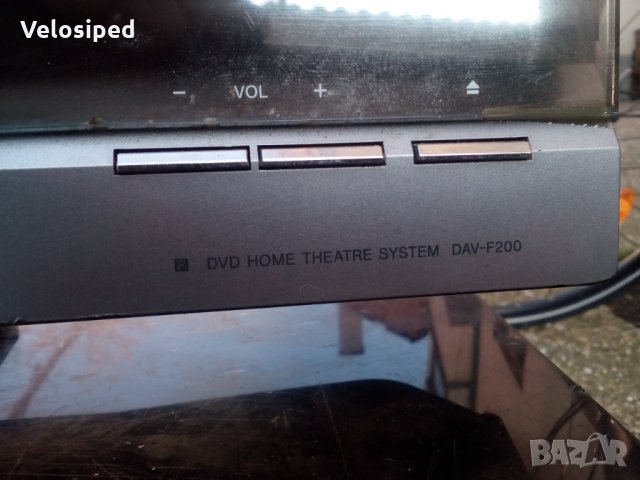 Velosiped
− VOL + ⏏
R DVD HOME THEATRE SYSTEM DAV-F200
BAZAR